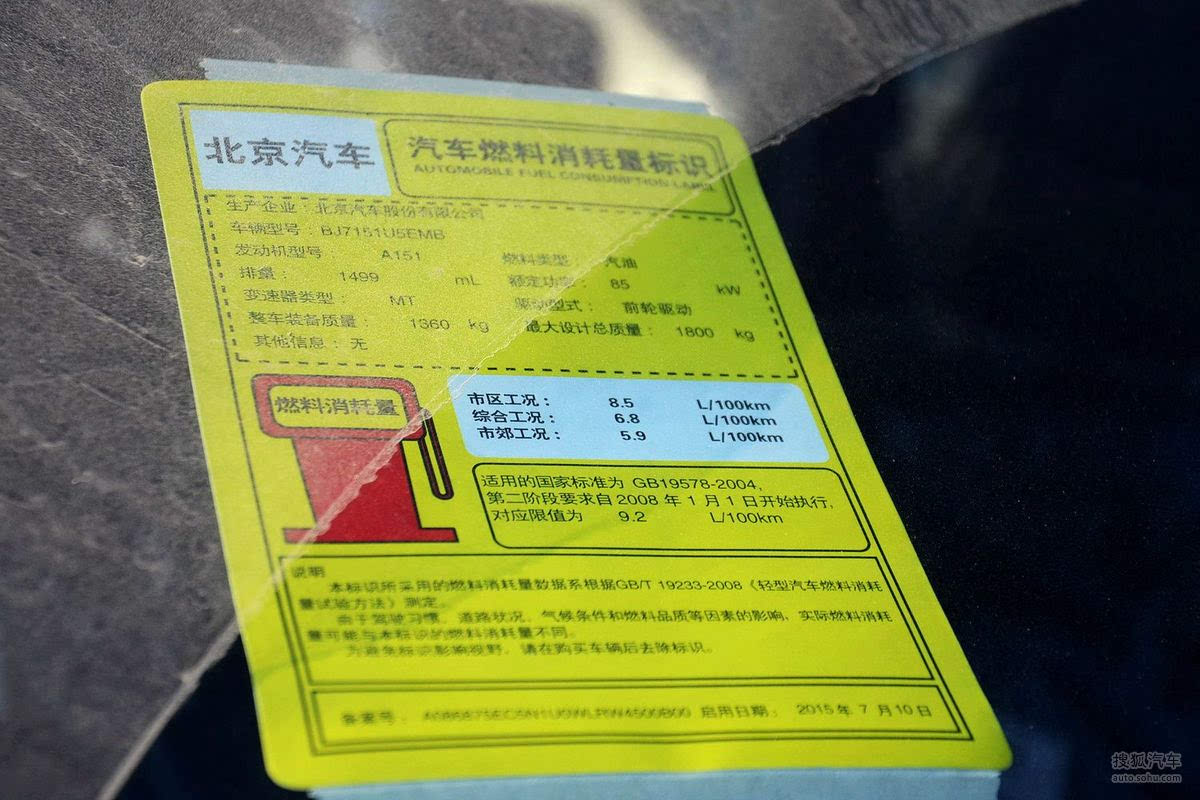 北京汽车
汽车燃料消耗量标识
AUTOMOBILE FUEL CONSUMPTION LABEL
生产企业：北京汽车股份有限公司
车辆型号：BJ7151U5EMB
发动机型号： A151 燃料类型： 汽油
排量： 1499 mL 额定功率： 85 kW
变速器类型： MT 驱动型式： 前轮驱动
整车装备质量： 1360 kg 最大设计总质量： 1800 kg
其他信息：无
燃料消耗量
市区工况： 8.5 L/100km
综合工况： 6.8 L/100km
市郊工况： 5.9 L/100km
适用的国家标准为 GB19578-2004,
第二阶段要求自 2008 年 1 月 1 日开始执行,
对应限值为 9.2 L/100km
说明
本标识所采用的燃料消耗量数据系根据GB/T 19233-2008《轻型汽车燃料消耗
量试验方法》测定。
由于驾驶习惯、道路状况、气候条件和燃料品质等因素的影响，实际燃料消耗
量可能与本标识的燃料消耗量不同。
为避免标识影响视野，请在购买车辆后去除标识。
备案号： 启用日期： 2015 年 7 月 10 日
搜狐汽车
auto.sohu.com